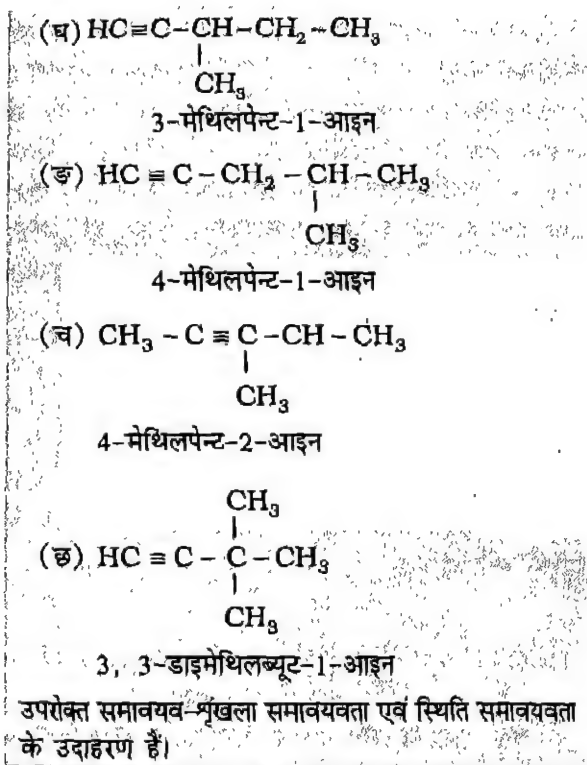 (घ) HC≡C-CH-CH₂-CH₃
|
CH₃
3-मेथिलपेन्ट-1-आइन
(ङ) HC ≡ C - CH₂ - CH - CH₃
|
CH₃
4-मेथिलपेन्ट-1-आइन
(च) CH₃ - C ≡ C - CH - CH₃
|
CH₃
4-मेथिलपेन्ट-2-आइन
CH₃
|
(छ) HC ≡ C - C - CH₃
|
CH₃
3, 3-डाइमेथिलब्यूट-1-आइन
उपरोक्त समावयव-शृंखला समावयवता एवं स्थिति समावयवता
के उदाहरण हैं।